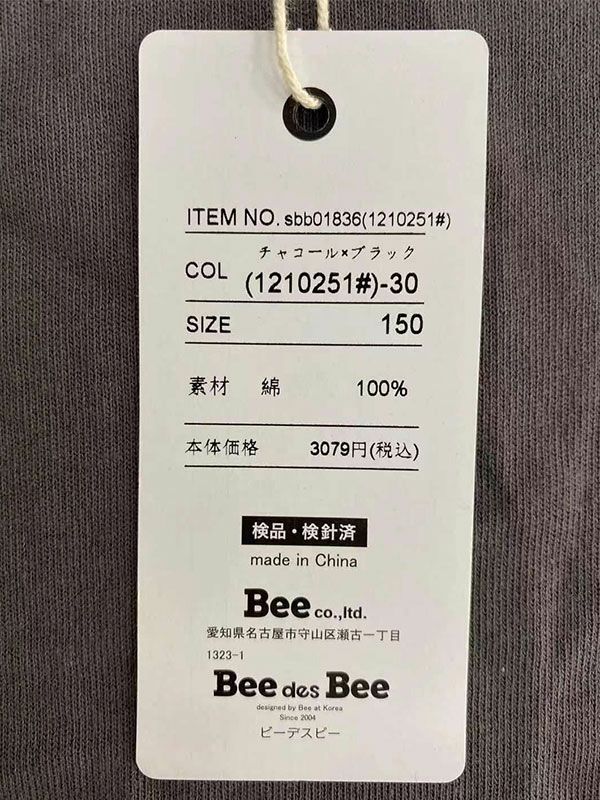 ITEM NO. sbb01836(1210251#)
チャコール×ブラック
COL (1210251#)-30
SIZE 150
素材 綿 100%
本体価格 3079円(税込)
検品・検針済
made in China
Bee co.,ltd.
愛知県名古屋市守山区瀬古一丁目
1323-1
Bee des Bee
designed by Bee at Korea
Since 2004
ビーデスビー